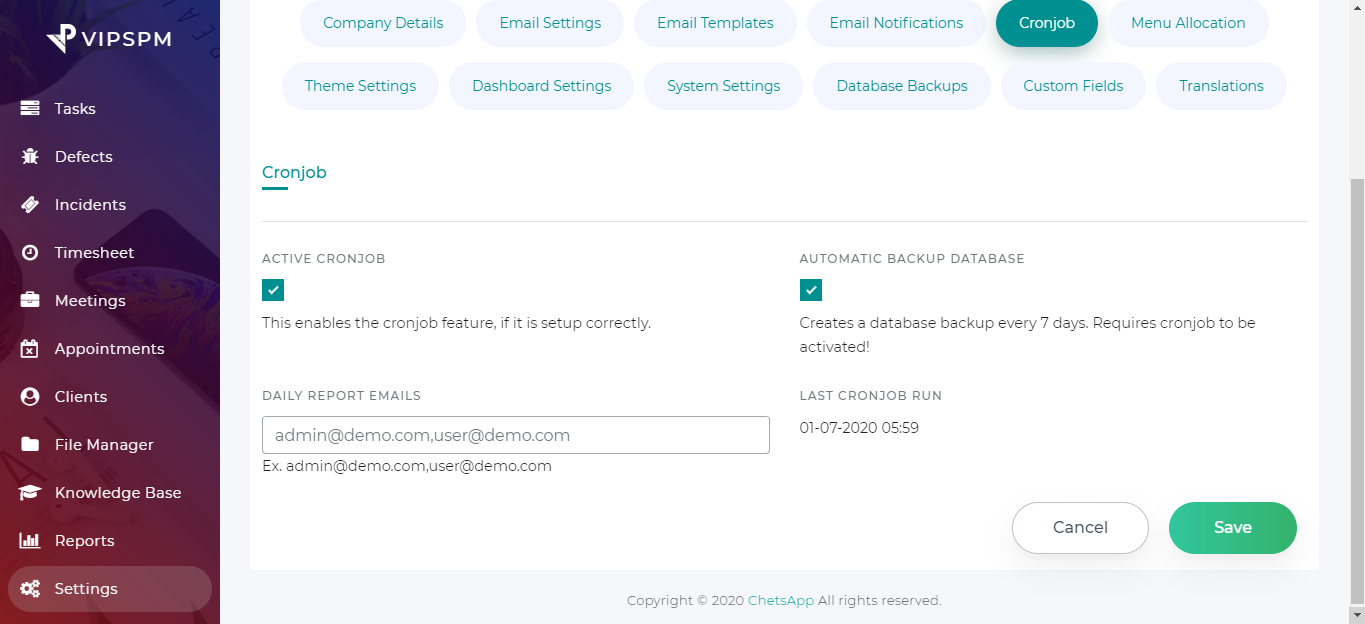 VIPSPM
Tasks
Defects
Incidents
Timesheet
Meetings
Appointments
Clients
File Manager
Knowledge Base
Reports
Settings
Company Details Email Settings Email Templates Email Notifications Cronjob Menu Allocation
Theme Settings Dashboard Settings System Settings Database Backups Custom Fields Translations
Cronjob
ACTIVE CRONJOB
This enables the cronjob feature, if it is setup correctly.
AUTOMATIC BACKUP DATABASE
Creates a database backup every 7 days. Requires cronjob to be
activated!
DAILY REPORT EMAILS
admin@demo.com,user@demo.com
Ex. admin@demo.com,user@demo.com
LAST CRONJOB RUN
01-07-2020 05:59
Cancel Save
Copyright © 2020 ChetsApp All rights reserved.